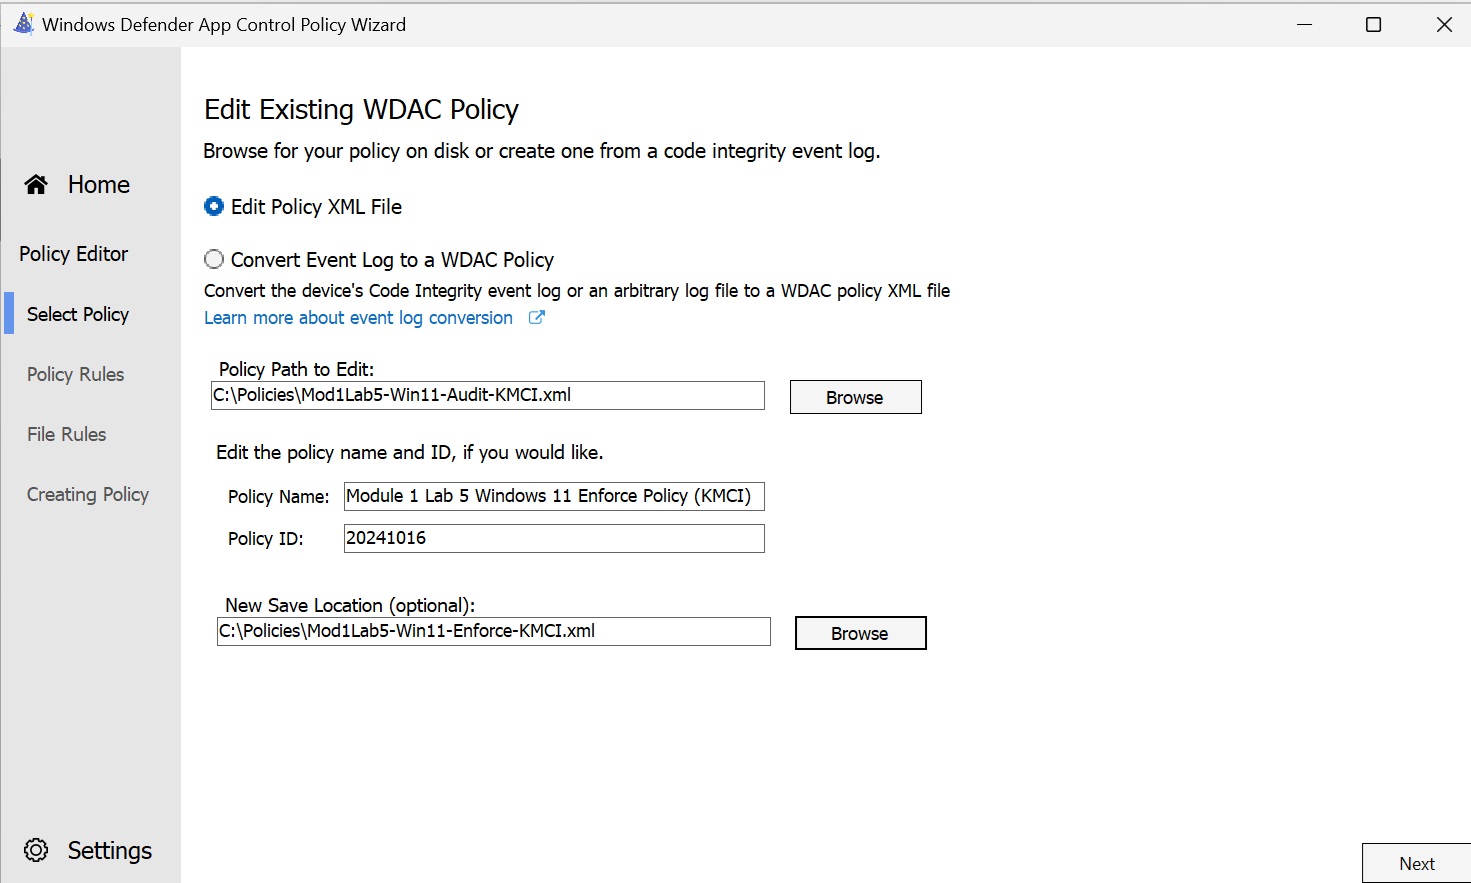 Windows Defender App Control Policy Wizard
Edit Existing WDAC Policy
Browse for your policy on disk or create one from a code integrity event log.
Home
Edit Policy XML File
Policy Editor
Convert Event Log to a WDAC Policy
Convert the device's Code Integrity event log or an arbitrary log file to a WDAC policy XML file
Select Policy
Learn more about event log conversion
Policy Rules
Policy Path to Edit:
C:\Policies\Mod1Lab5-Win11-Audit-KMCI.xml
Browse
File Rules
Edit the policy name and ID, if you would like.
Creating Policy
Policy Name: Module 1 Lab 5 Windows 11 Enforce Policy (KMCI)
Policy ID: 20241016
New Save Location (optional):
C:\Policies\Mod1Lab5-Win11-Enforce-KMCI.xml
Browse
Settings
Next